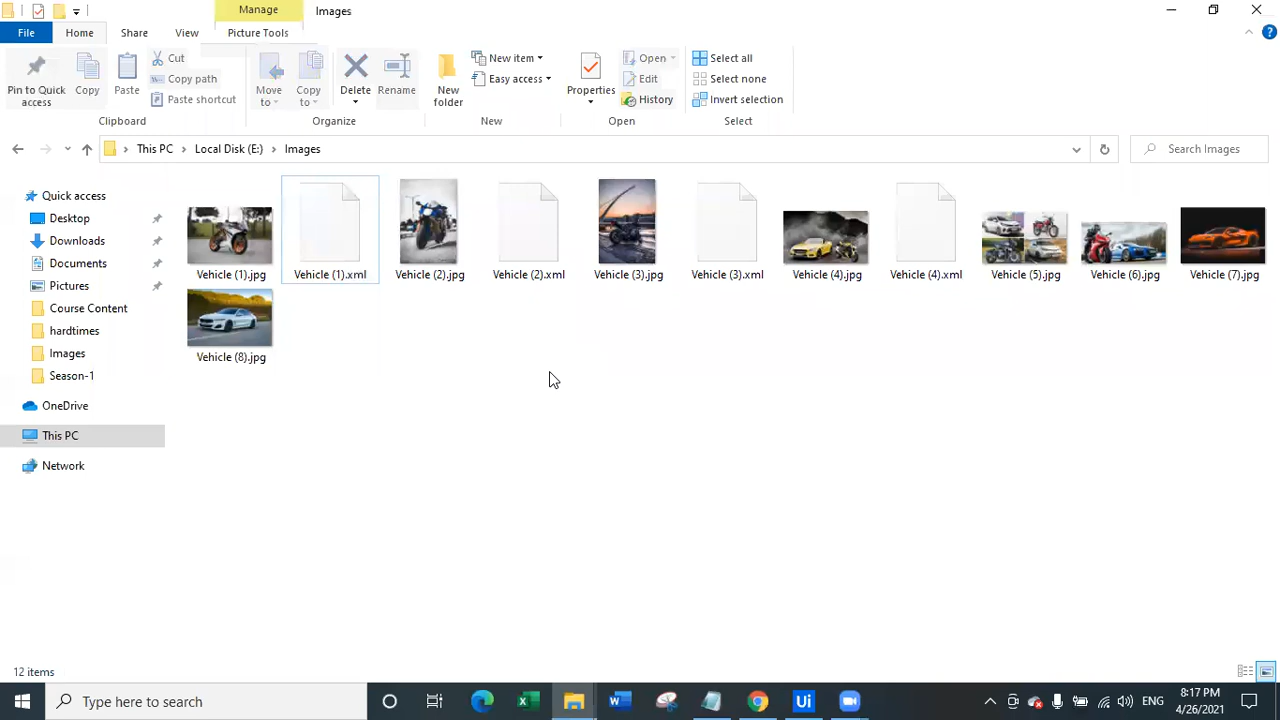 Manage
Images
File
Home
Share
View
Picture Tools
Pin to Quick access
Copy
Paste
Cut
Copy path
Paste shortcut
Move to
Copy to
Delete
Rename
New folder
New item
Easy access
Properties
Open
Edit
History
Select all
Select none
Invert selection
Clipboard
Organize
New
Open
Select
This PC
Local Disk (E:)
Images
Search Images
Quick access
Desktop
Downloads
Documents
Pictures
Course Content
hardtimes
Images
Season-1
OneDrive
This PC
Network
Vehicle (1).jpg
Vehicle (1).xml
Vehicle (2).jpg
Vehicle (2).xml
Vehicle (3).jpg
Vehicle (3).xml
Vehicle (4).jpg
Vehicle (4).xml
Vehicle (5).jpg
Vehicle (6).jpg
Vehicle (7).jpg
Vehicle (8).jpg
12 items
Type here to search
Ui
ENG
8:17 PM
4/26/2021